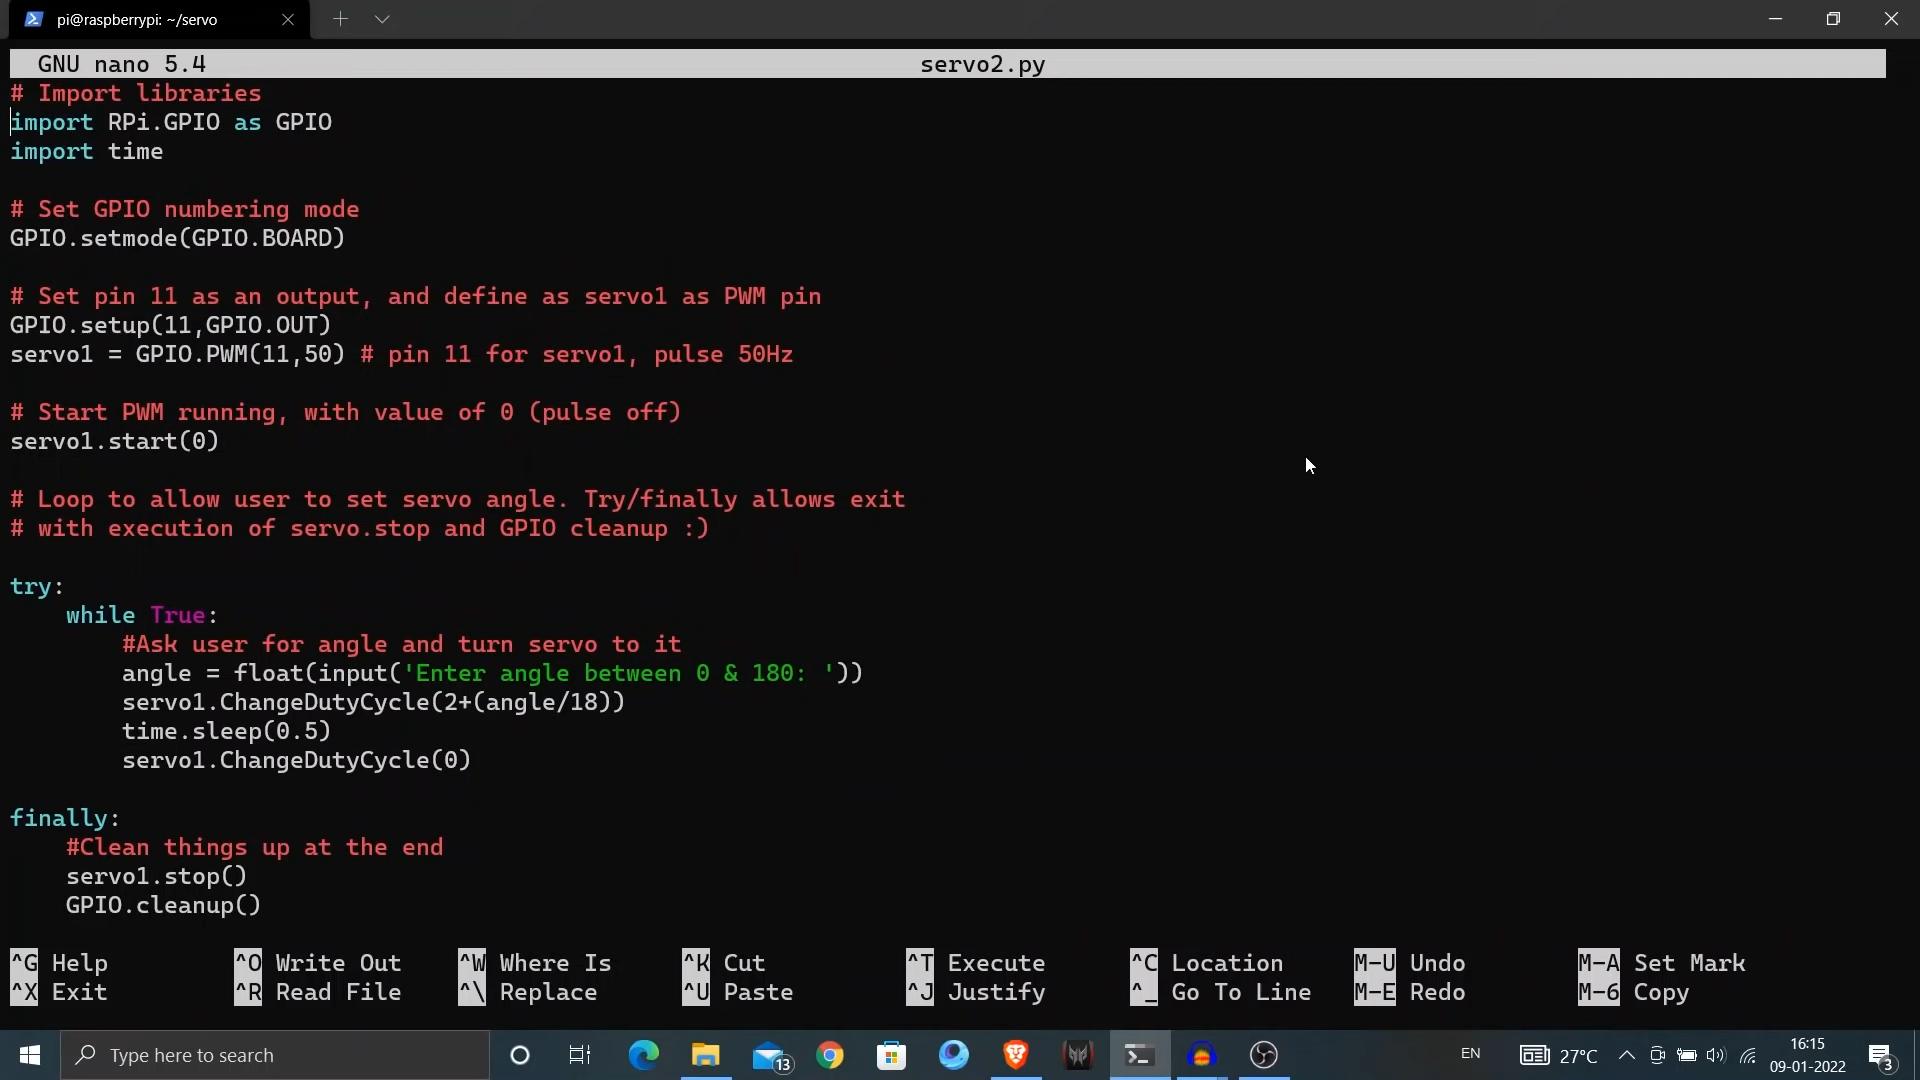 pi@raspberrypi: ~/servo
GNU nano 5.4 servo2.py
# Import libraries
import RPi.GPIO as GPIO
import time
# Set GPIO numbering mode
GPIO.setmode(GPIO.BOARD)
# Set pin 11 as an output, and define as servo1 as PWM pin
GPIO.setup(11,GPIO.OUT)
servo1 = GPIO.PWM(11,50) # pin 11 for servo1, pulse 50Hz
# Start PWM running, with value of 0 (pulse off)
servo1.start(0)
# Loop to allow user to set servo angle. Try/finally allows exit
# with execution of servo.stop and GPIO cleanup :)
try:
    while True:
        #Ask user for angle and turn servo to it
        angle = float(input('Enter angle between 0 & 180: '))
        servo1.ChangeDutyCycle(2+(angle/18))
        time.sleep(0.5)
        servo1.ChangeDutyCycle(0)
finally:
    #Clean things up at the end
    servo1.stop()
    GPIO.cleanup()
^G Help ^O Write Out ^W Where Is ^K Cut ^T Execute ^C Location M-U Undo M-A Set Mark
^X Exit ^R Read File ^\ Replace ^U Paste ^J Justify ^_ Go To Line M-E Redo M-6 Copy
Type here to search 13 EN 27°C 16:15
09-01-2022 3